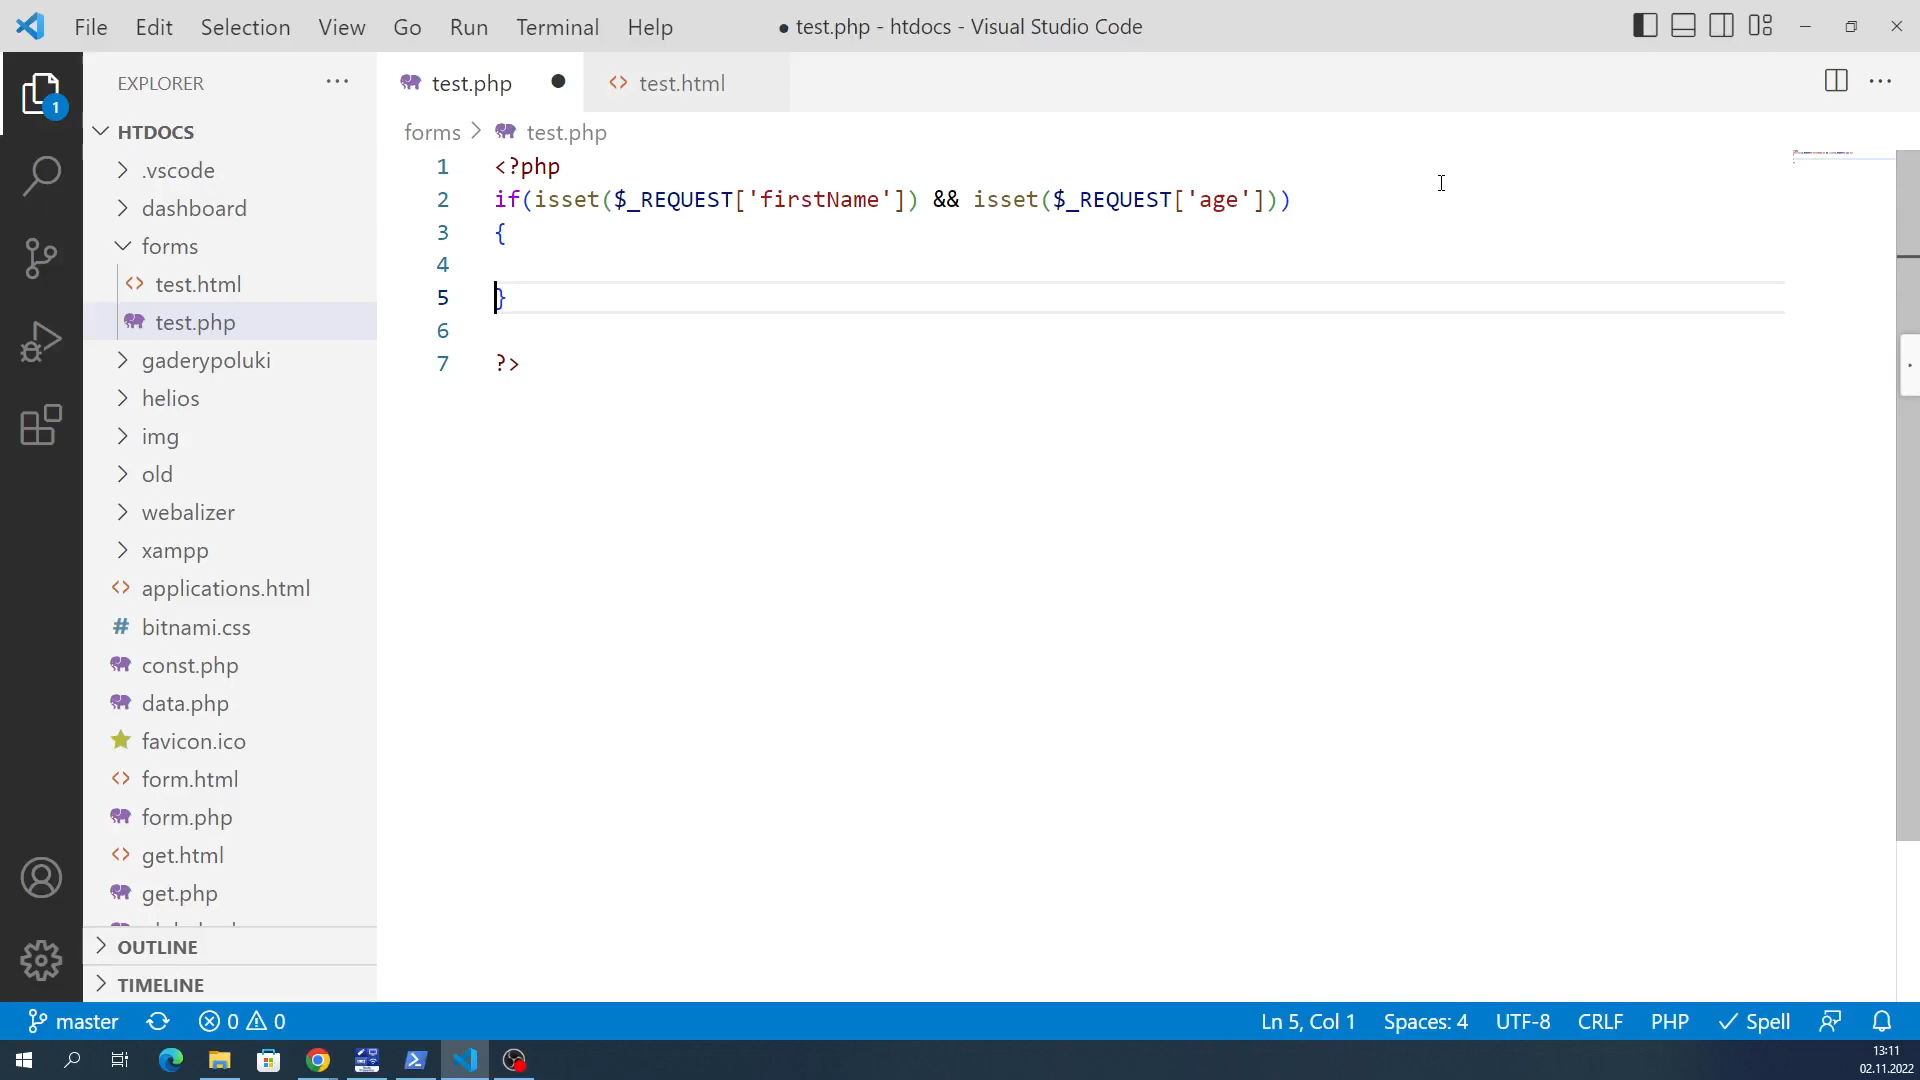 File Edit Selection View Go Run Terminal Help ● test.php - htdocs - Visual Studio Code
EXPLORER ···
test.php ● test.html
1
HTDOCS
forms > test.php
.vscode
dashboard
forms
test.html
test.php
gaderypoluki
helios
img
old
webalizer
xampp
applications.html
bitnami.css
const.php
data.php
favicon.ico
form.html
form.php
get.html
get.php
OUTLINE
TIMELINE
1 <?php
2 if(isset($_REQUEST['firstName']) && isset($_REQUEST['age']))
3 {
4
5 }
6
7 ?>
master 0 0 Ln 5, Col 1 Spaces: 4 UTF-8 CRLF PHP Spell
13:11
02.11.2022